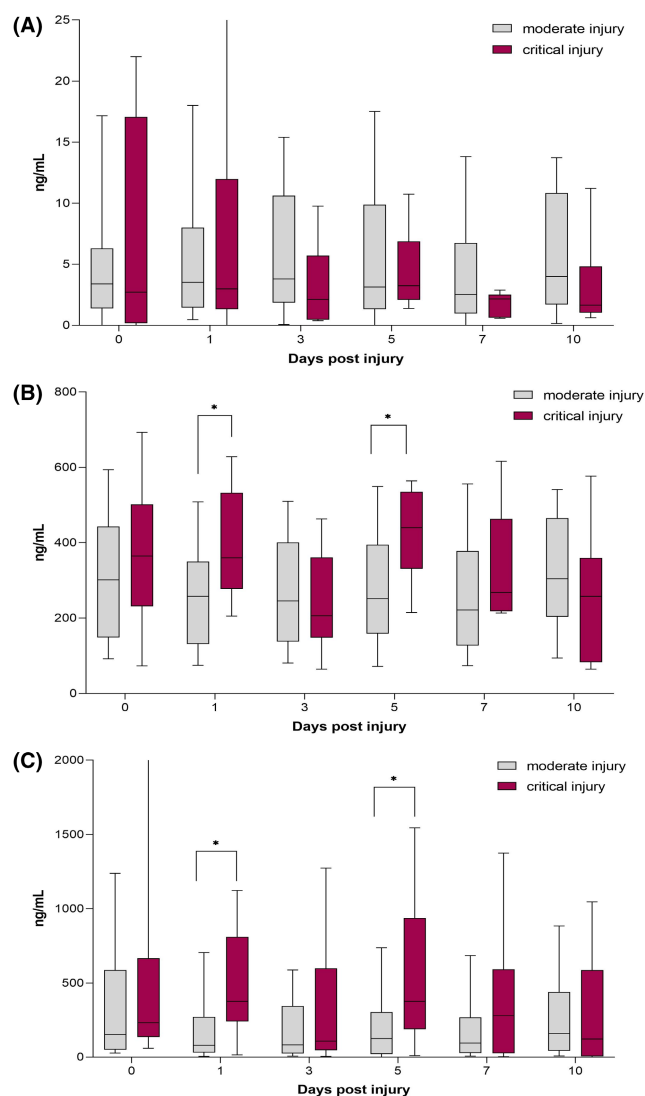 (A)
25
20
15
10
5
0
ng/mL
moderate injury
critical injury
0 1 3 5 7 10
Days post injury
(B)
800
600
400
200
0
ng/mL
moderate injury
critical injury
*
*
0 1 3 5 7 10
Days post injury
(C)
2000
1500
1000
500
0
ng/mL
moderate injury
critical injury
*
*
0 1 3 5 7 10
Days post injury